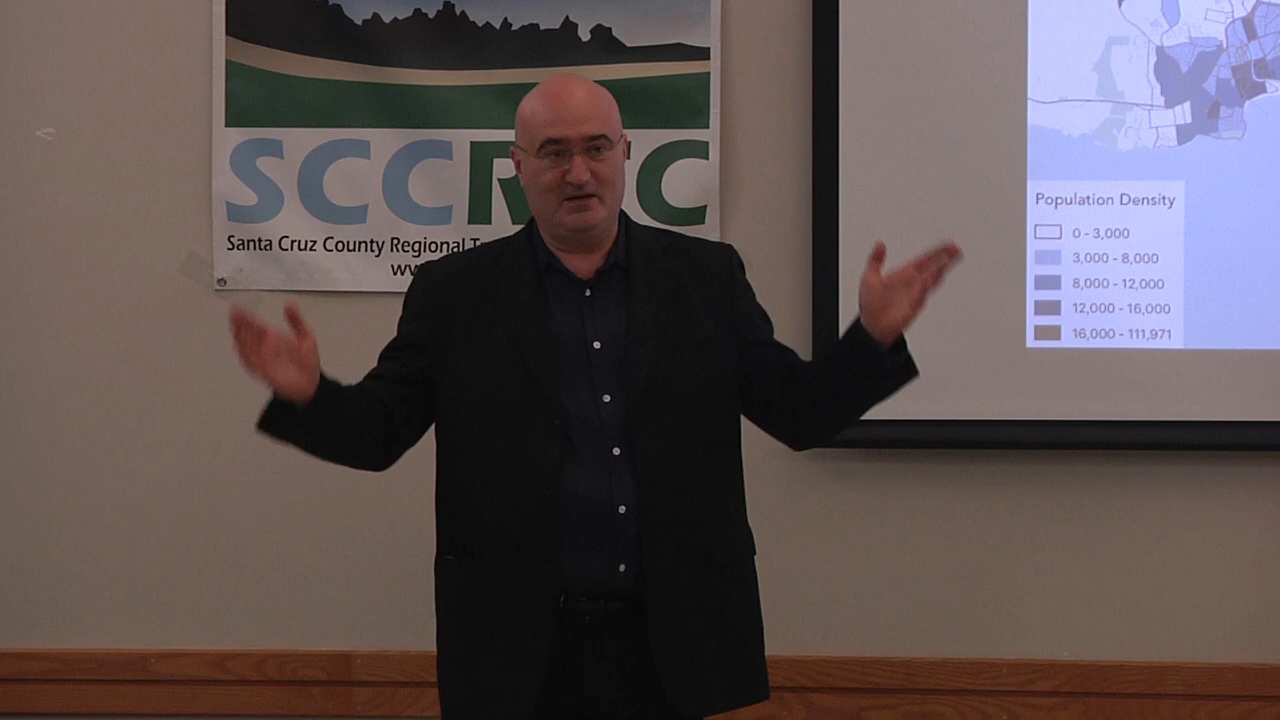 SCCR C
Santa Cruz County Regional
Population Density
0 - 3,000
3,000 - 8,000
8,000 - 12,000
12,000 - 16,000
16,000 - 111,971